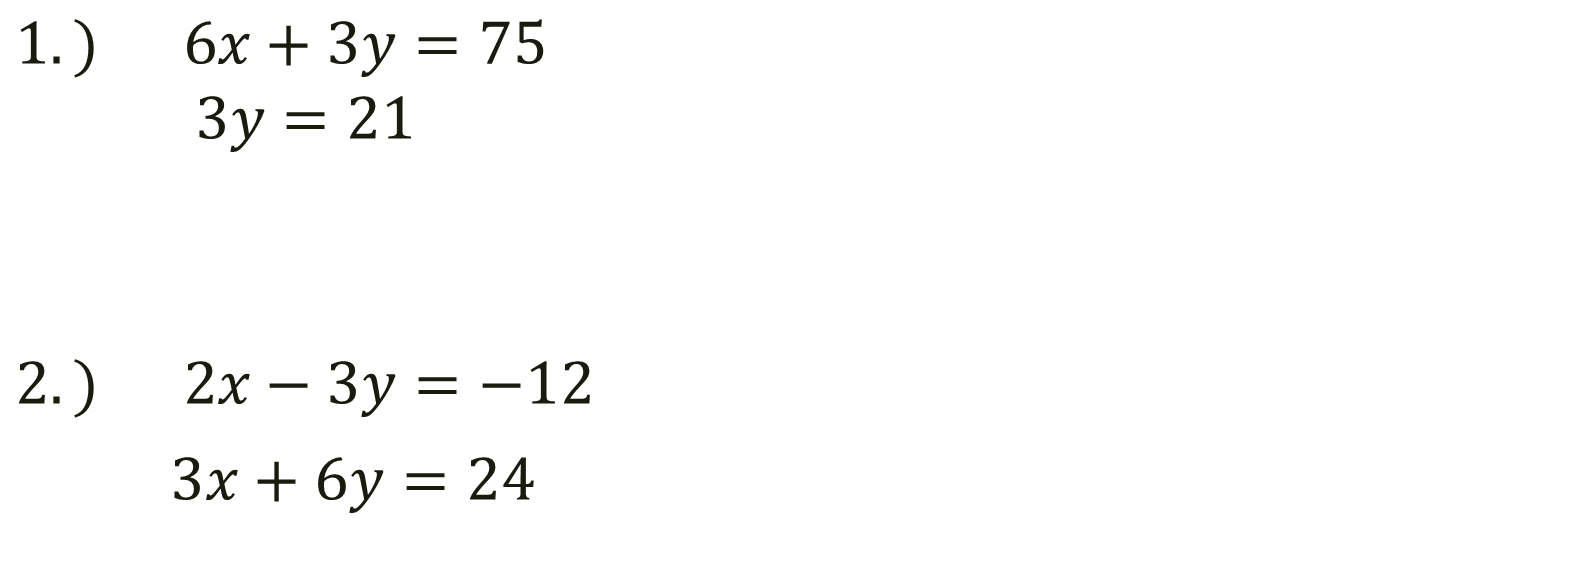 1.) 6x + 3y = 75
3y = 21
2.) 2x − 3y = −12
3x + 6y = 24